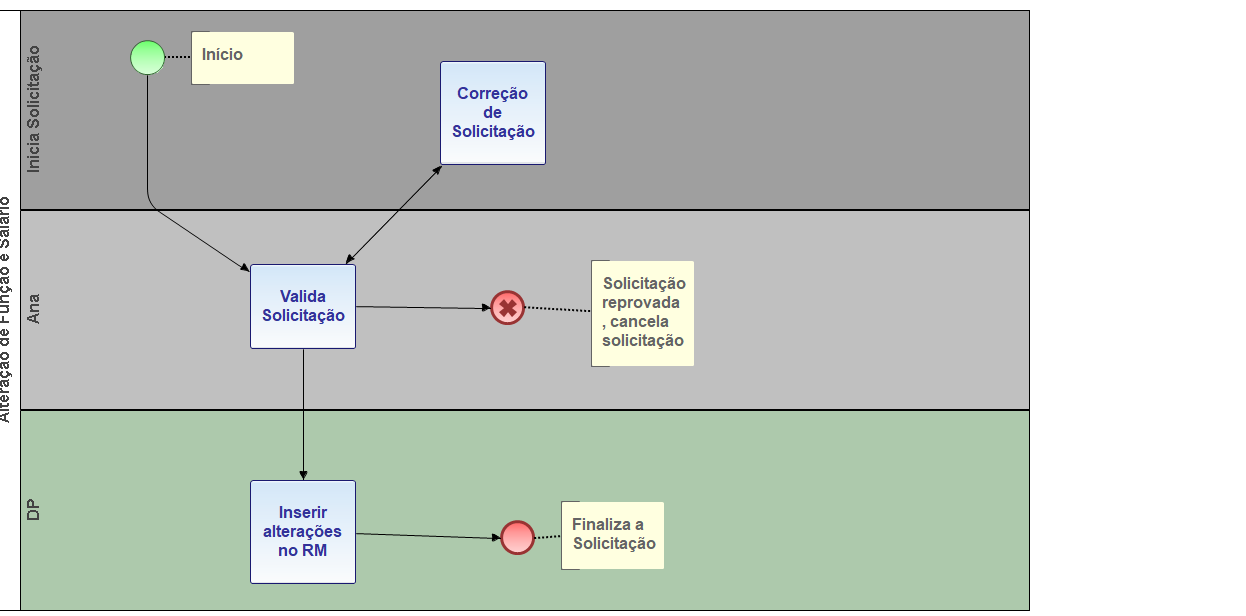 Alteração de Função e Salário
Inicia Solicitação
Início
Correção
de
Solicitação
Ana
Valida
Solicitação
Solicitação
reprovada
, cancela
solicitação
DP
Inserir
alterações
no RM
Finaliza a
Solicitação